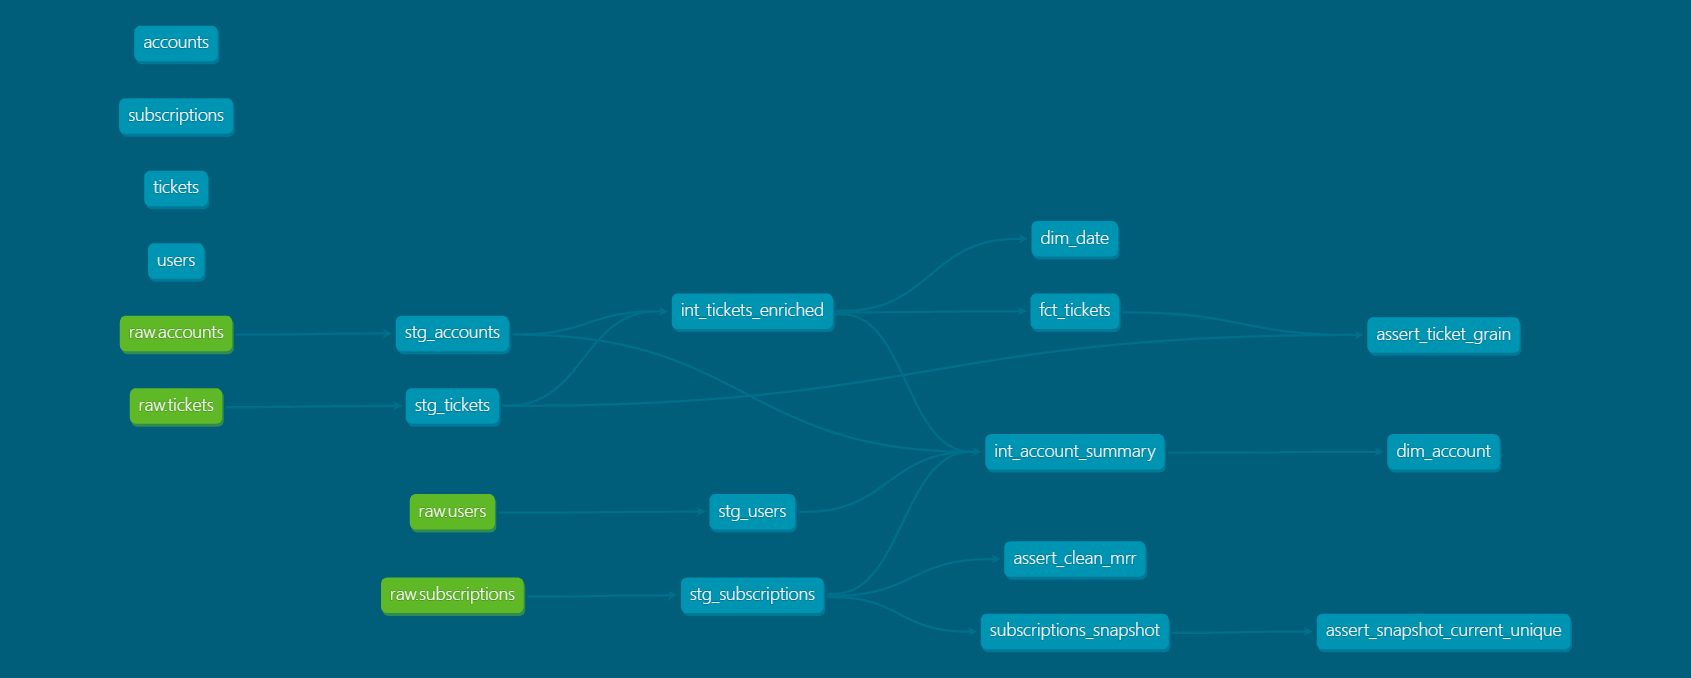 accounts
subscriptions
tickets
users
raw.accounts
raw.tickets
raw.users
raw.subscriptions
stg_accounts
stg_tickets
stg_users
stg_subscriptions
int_tickets_enriched
dim_date
fct_tickets
int_account_summary
assert_clean_mrr
subscriptions_snapshot
assert_ticket_grain
dim_account
assert_snapshot_current_unique